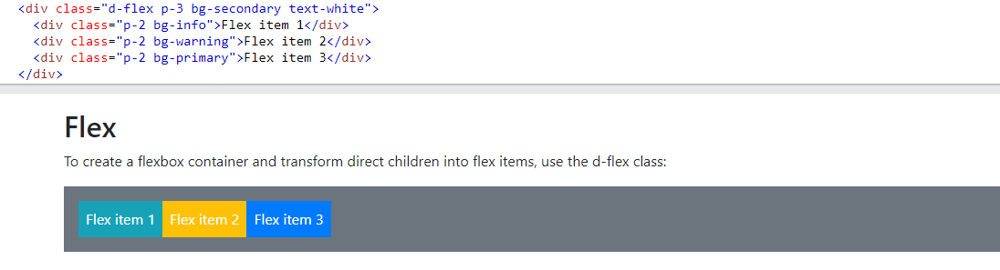 <div class="d-flex p-3 bg-secondary text-white">
<div class="p-2 bg-info">Flex item 1</div>
<div class="p-2 bg-warning">Flex item 2</div>
<div class="p-2 bg-primary">Flex item 3</div>
</div>
Flex
To create a flexbox container and transform direct children into flex items, use the d-flex class:
Flex item 1 Flex item 2 Flex item 3